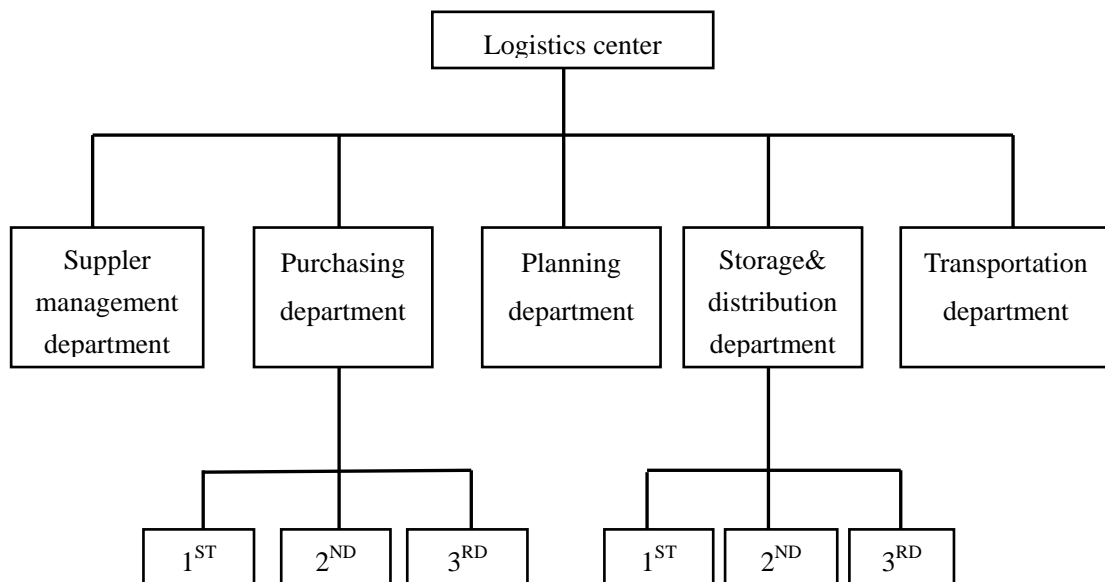 Logistics center
Suppler
management
department
Purchasing
department
Planning
department
Storage&
distribution
department
Transportation
department
1ST
2ND
3RD
1ST
2ND
3RD